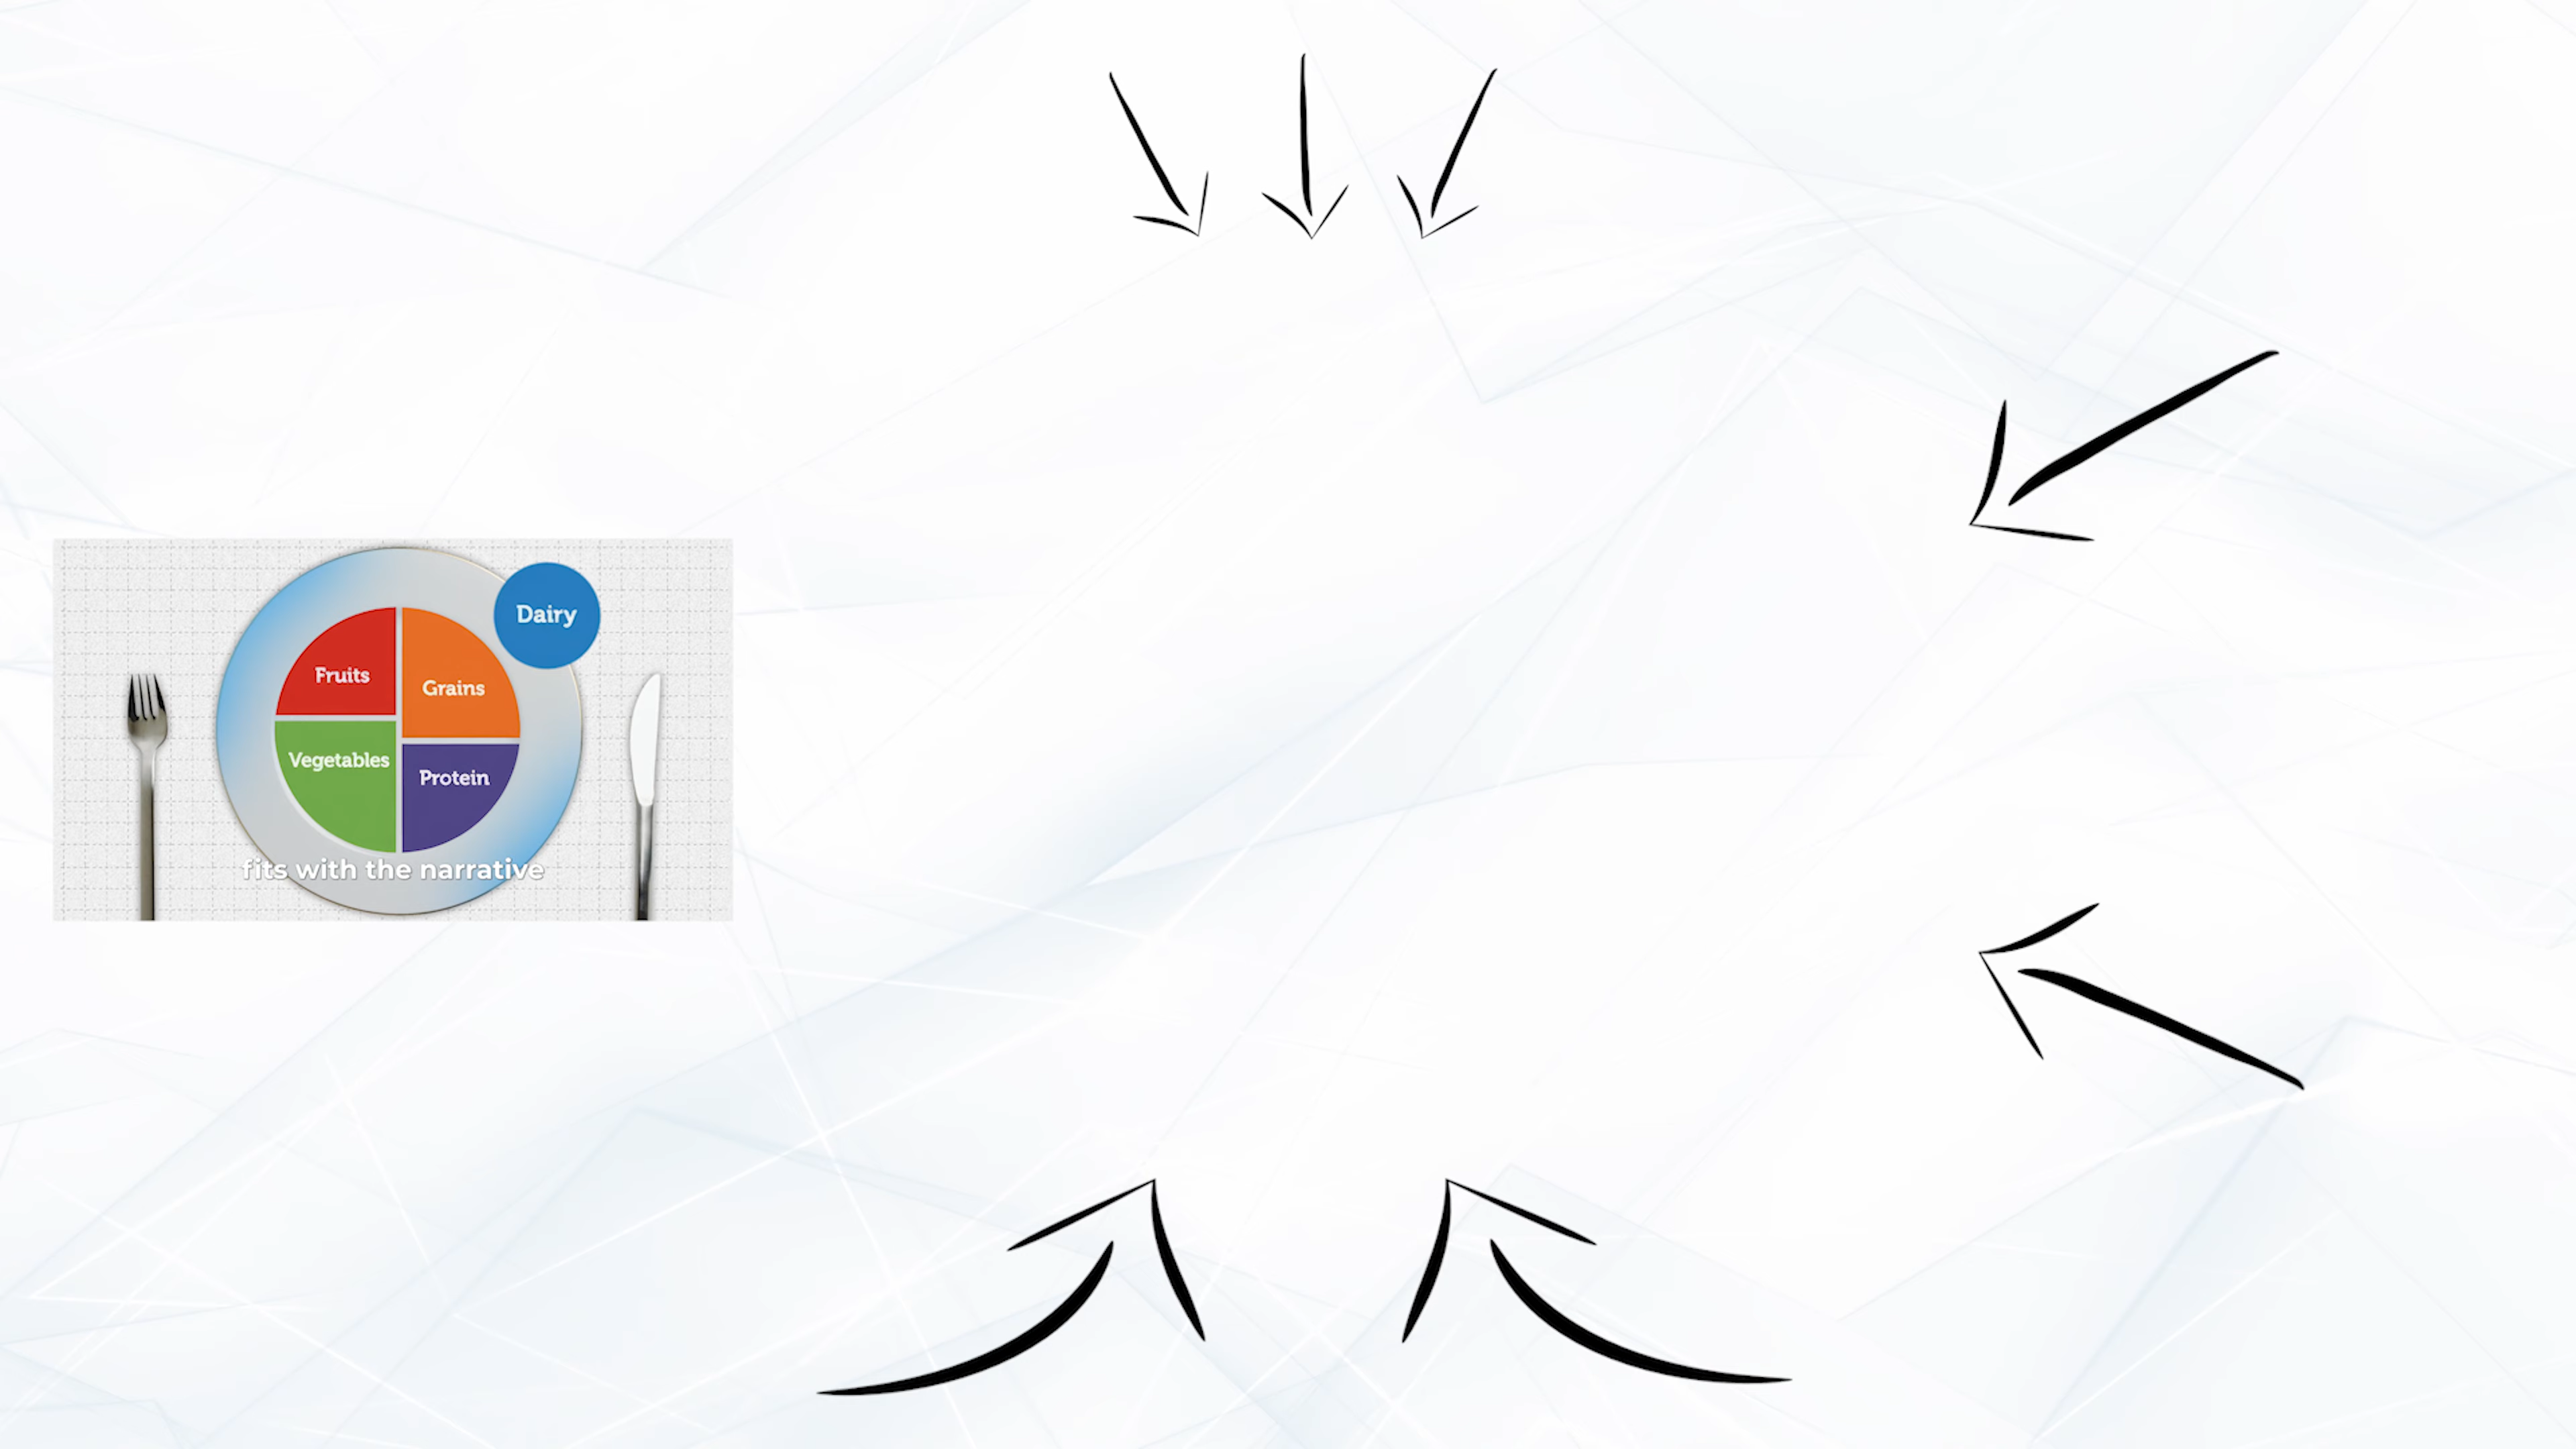 Dairy
Fruits
Grains
Vegetables
Protein
fits with the narrative